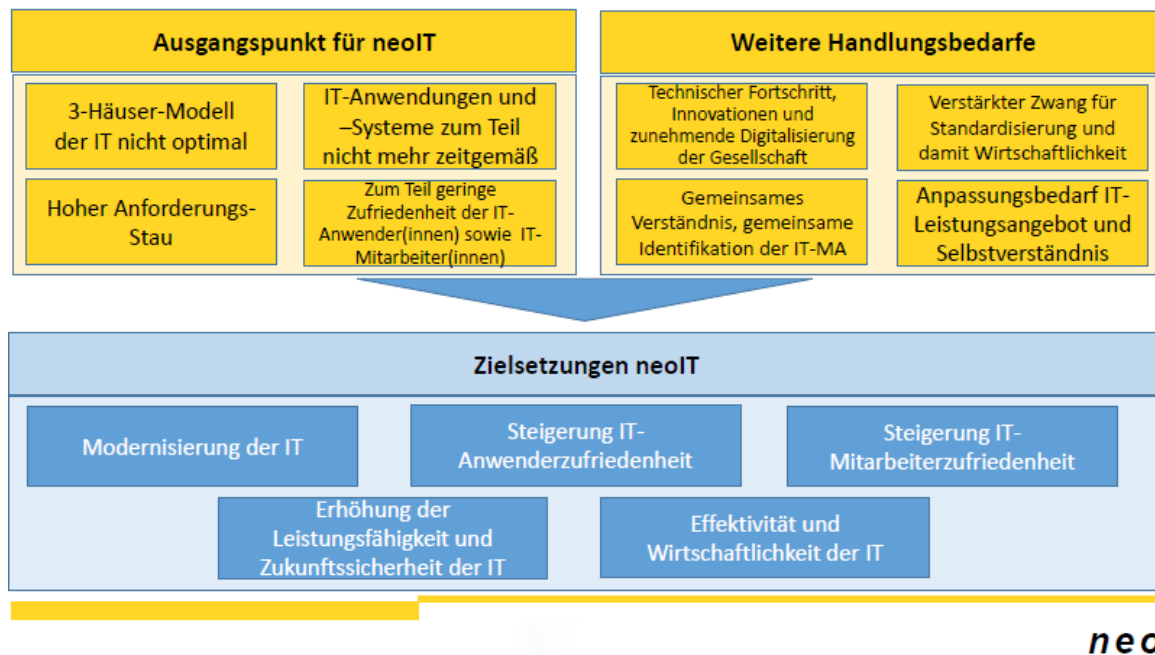 Ausgangspunkt für neoIT
3-Häuser-Modell
der IT nicht optimal
IT-Anwendungen und
–Systeme zum Teil
nicht mehr zeitgemäß
Hoher Anforderungs-
Stau
Zum Teil geringe
Zufriedenheit der IT-
Anwender(innen) sowie IT-
Mitarbeiter(innen)
Weitere Handlungsbedarfe
Technischer Fortschritt,
Innovationen und
zunehmende Digitalisierung
der Gesellschaft
Verstärkter Zwang für
Standardisierung und
damit Wirtschaftlichkeit
Gemeinsames
Verständnis, gemeinsame
Identifikation der IT-MA
Anpassungsbedarf IT-
Leistungsangebot und
Selbstverständnis
Zielsetzungen neoIT
Modernisierung der IT
Steigerung IT-
Anwenderzufriedenheit
Steigerung IT-
Mitarbeiterzufriedenheit
Erhöhung der
Leistungsfähigkeit und
Zukunftssicherheit der IT
Effektivität und
Wirtschaftlichkeit der IT
neo